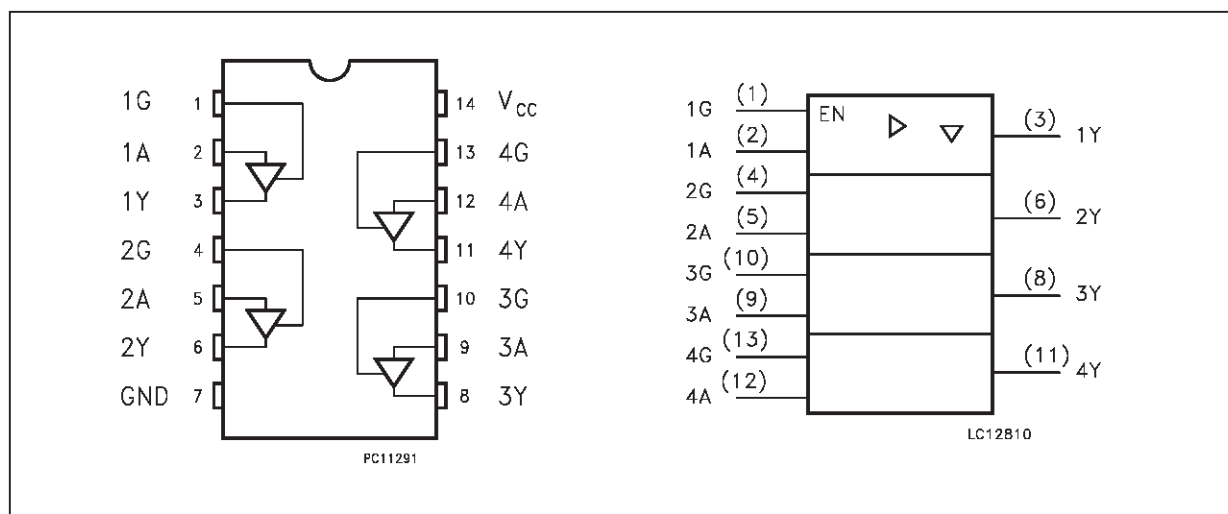 1G 1 14 VCC
1A 2 13 4G
1Y 3 12 4A
2G 4 11 4Y
2A 5 10 3G
2Y 6 9 3A
GND 7 8 3Y
PC11291
1G (1) EN (3) 1Y
1A (2)
2G (4) (6) 2Y
2A (5)
3G (10) (8) 3Y
3A (9)
4G (13) (11) 4Y
4A (12)
LC12810